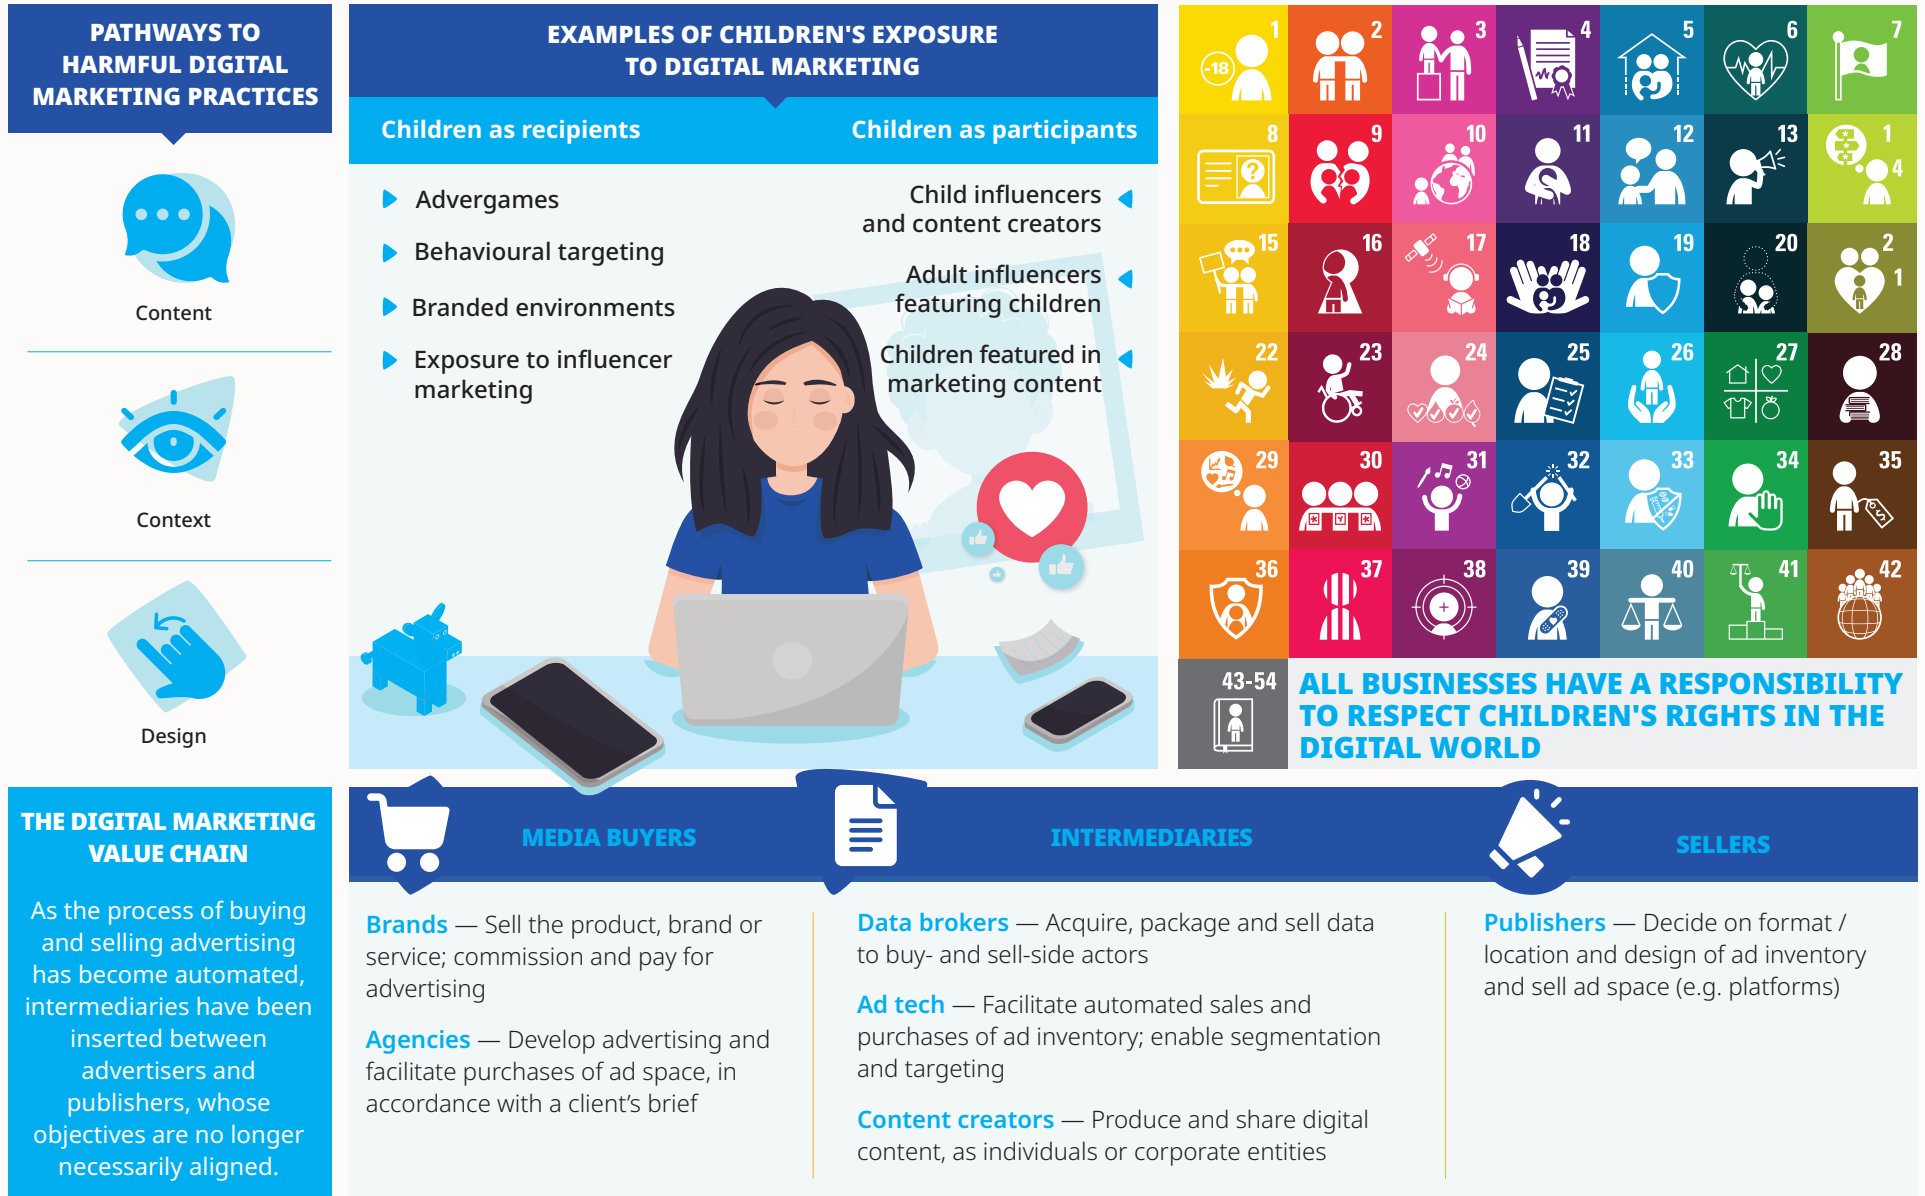 PATHWAYS TO
HARMFUL DIGITAL
MARKETING PRACTICES
Content
Context
Design
EXAMPLES OF CHILDREN'S EXPOSURE
TO DIGITAL MARKETING
Children as recipients
Advergames
Behavioural targeting
Branded environments
Exposure to influencer
marketing
Children as participants
Child influencers
and content creators
Adult influencers
featuring children
Children featured in
marketing content
1
-18
2
3
4
5
6
7
8
9
10
11
12
13
1
4
15
16
17
18
19
20
2
1
22
23
24
25
26
27
28
29
30
31
32
33
34
35
36
37
38
39
40
41
42
43-54
ALL BUSINESSES HAVE A RESPONSIBILITY
TO RESPECT CHILDREN'S RIGHTS IN THE
DIGITAL WORLD
THE DIGITAL MARKETING
VALUE CHAIN
As the process of buying
and selling advertising
has become automated,
intermediaries have been
inserted between
advertisers and
publishers, whose
objectives are no longer
necessarily aligned.
MEDIA BUYERS
Brands — Sell the product, brand or
service; commission and pay for
advertising
Agencies — Develop advertising and
facilitate purchases of ad space, in
accordance with a client’s brief
INTERMEDIARIES
Data brokers — Acquire, package and sell data
to buy- and sell-side actors
Ad tech — Facilitate automated sales and
purchases of ad inventory; enable segmentation
and targeting
Content creators — Produce and share digital
content, as individuals or corporate entities
SELLERS
Publishers — Decide on format /
location and design of ad inventory
and sell ad space (e.g. platforms)